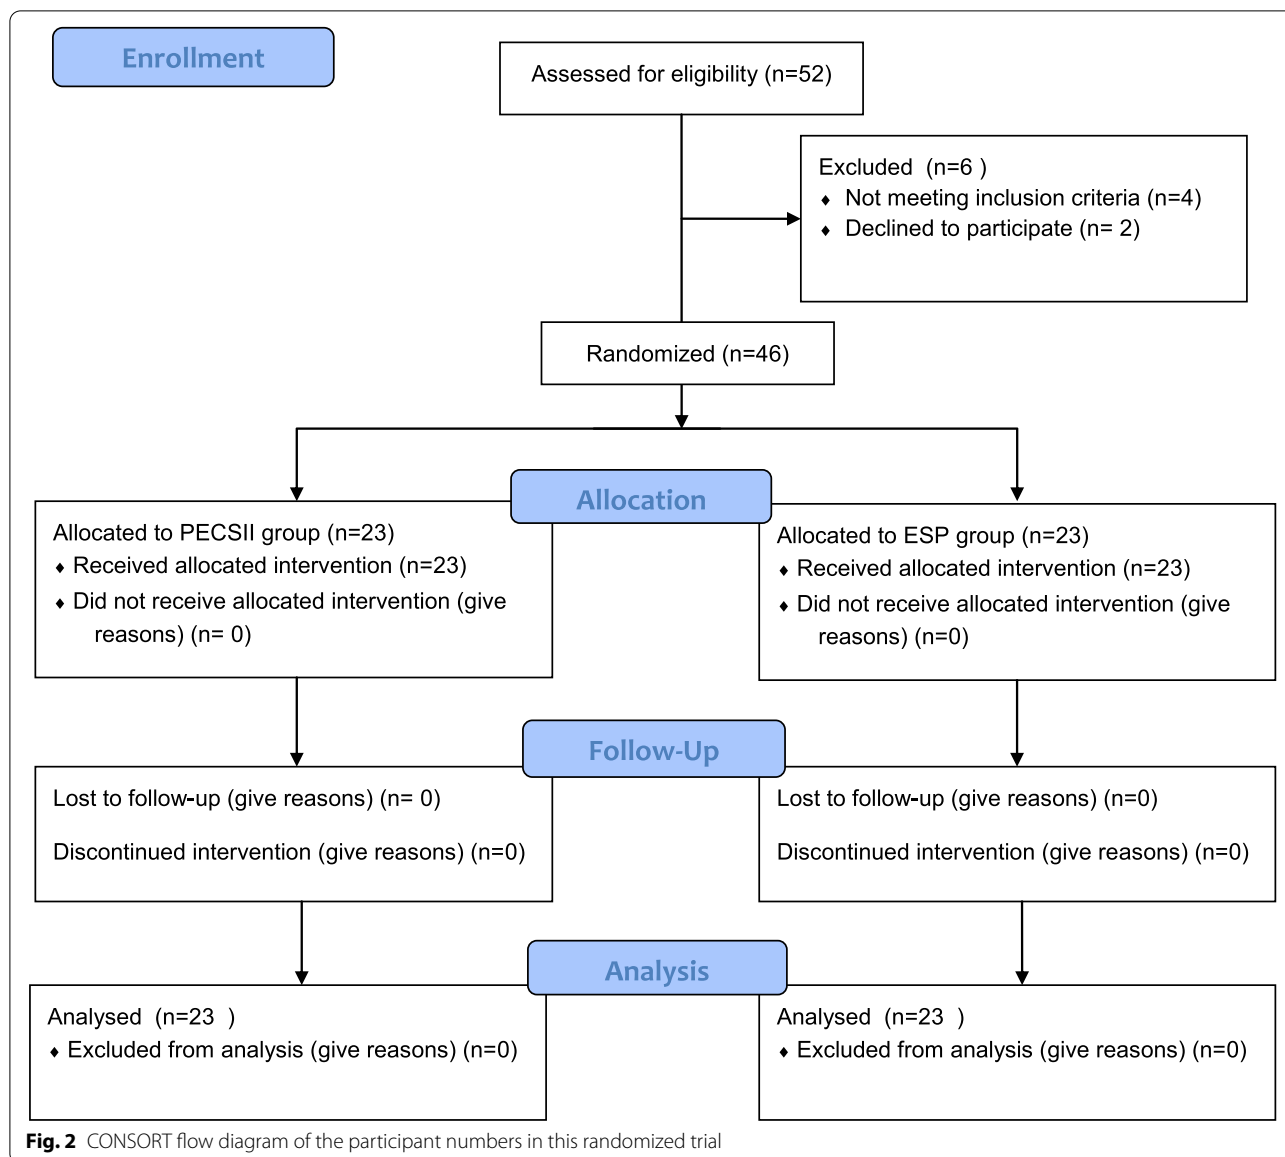 Enrollment
Assessed for eligibility (n=52)
Excluded (n=6 )
♦ Not meeting inclusion criteria (n=4)
♦ Declined to participate (n= 2)
Randomized (n=46)
Allocation
Allocated to PECSII group (n=23)
♦ Received allocated intervention (n=23)
♦ Did not receive allocated intervention (give
reasons) (n= 0)
Allocated to ESP group (n=23)
♦ Received allocated intervention (n=23)
♦ Did not receive allocated intervention (give
reasons) (n=0)
Follow-Up
Lost to follow-up (give reasons) (n= 0)
Discontinued intervention (give reasons) (n=0)
Lost to follow-up (give reasons) (n=0)
Discontinued intervention (give reasons) (n=0)
Analysis
Analysed (n=23 )
♦ Excluded from analysis (give reasons) (n=0)
Analysed (n=23 )
♦ Excluded from analysis (give reasons) (n=0)
Fig. 2 CONSORT flow diagram of the participant numbers in this randomized trial